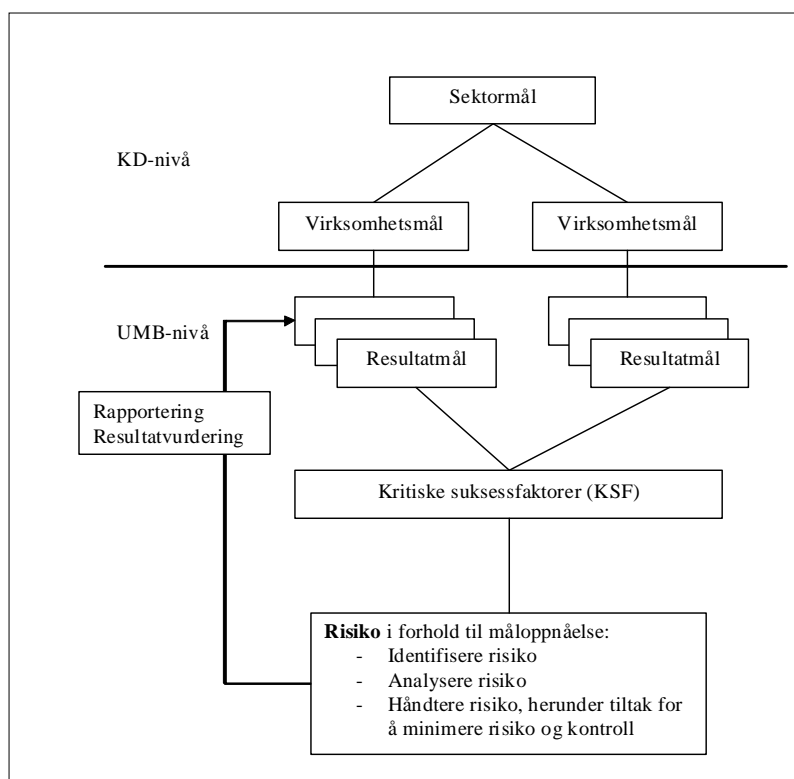 Sektormål
KD-nivå
Virksomhetsmål
Virksomhetsmål
UMB-nivå
Resultatmål
Resultatmål
Rapportering
Resultatvurdering
Kritiske suksessfaktorer (KSF)
Risiko i forhold til måloppnåelse:
- Identifisere risiko
- Analysere risiko
- Håndtere risiko, herunder tiltak for
å minimere risiko og kontroll